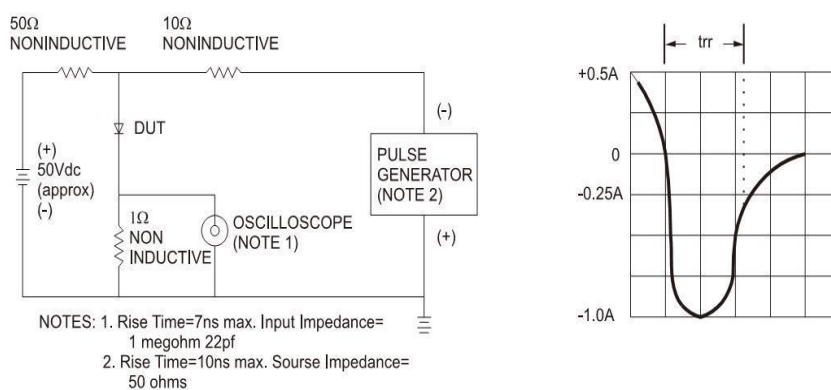 50Ω
NONINDUCTIVE
10Ω
NONINDUCTIVE
DUT
(+)
50Vdc
(approx)
(-)
1Ω
NON
INDUCTIVE
OSCILLOSCOPE
(NOTE 1)
(-)
PULSE
GENERATOR
(NOTE 2)
(+)
NOTES: 1. Rise Time=7ns max. Input Impedance=
1 megohm 22pf
2. Rise Time=10ns max. Sourse Impedance=
50 ohms
trr
+0.5A
0
-0.25A
-1.0A